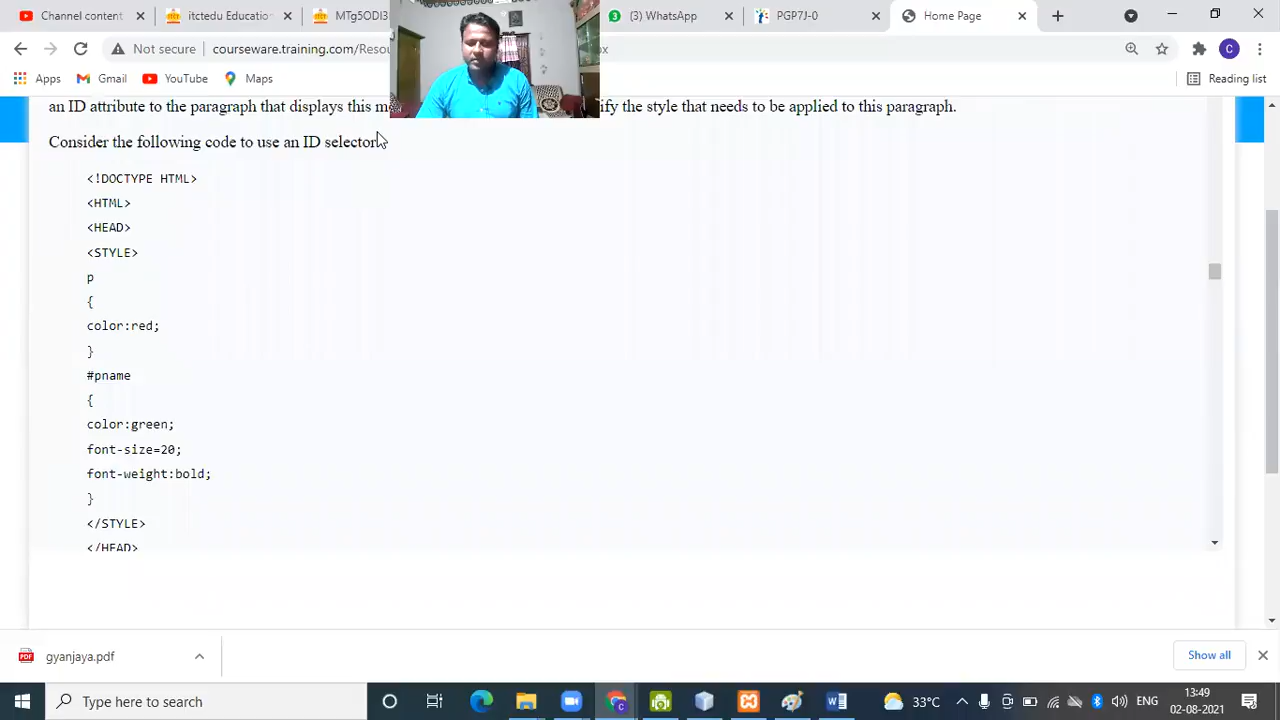 Channel content
itctedu Education
MTg5ODI3
(3) WhatsApp
PGP7J-0
Home Page
Not secure
courseware.training.com/Resou
ox
C
Apps
Gmail
YouTube
Maps
Reading list
an ID attribute to the paragraph that displays this m
ify the style that needs to be applied to this paragraph.
Consider the following code to use an ID selector
<!DOCTYPE HTML>
<HTML>
<HEAD>
<STYLE>
p
{
color:red;
}
#pname
{
color:green;
font-size=20;
font-weight:bold;
}
</STYLE>
</HEAD>
gyanjaya.pdf
Show all
Type here to search
33°C
ENG
13:49
02-08-2021